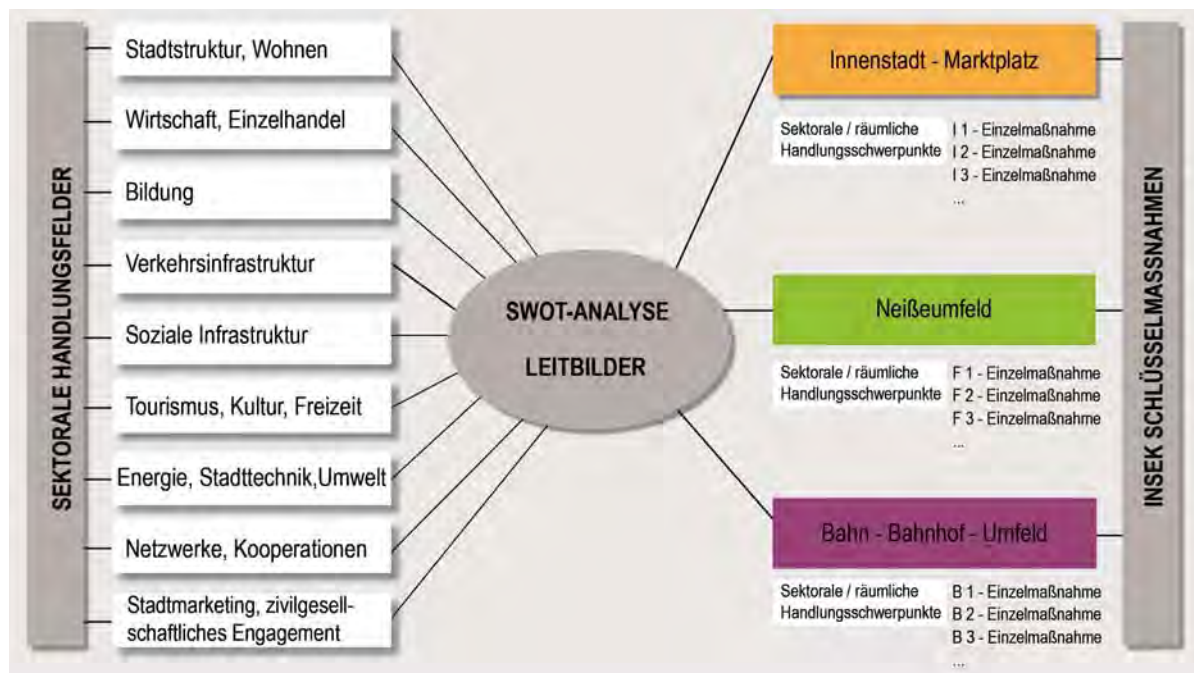 SEKTORALE HANDLUNGSFELDER
Stadtstruktur, Wohnen
Wirtschaft, Einzelhandel
Bildung
Verkehrsinfrastruktur
Soziale Infrastruktur
Tourismus, Kultur, Freizeit
Energie, Stadttechnik,Umwelt
Netzwerke, Kooperationen
Stadtmarketing, zivilgesell-
schaftliches Engagement
SWOT-ANALYSE
LEITBILDER
Innenstadt - Marktplatz
Sektorale / räumliche
Handlungsschwerpunkte
I 1 - Einzelmaßnahme
I 2 - Einzelmaßnahme
I 3 - Einzelmaßnahme
...
Neißeumfeld
Sektorale / räumliche
Handlungsschwerpunkte
F 1 - Einzelmaßnahme
F 2 - Einzelmaßnahme
F 3 - Einzelmaßnahme
...
Bahn - Bahnhof - Umfeld
Sektorale / räumliche
Handlungsschwerpunkte
B 1 - Einzelmaßnahme
B 2 - Einzelmaßnahme
B 3 - Einzelmaßnahme
...
INSEK SCHLÜSSELMASSNAHMEN